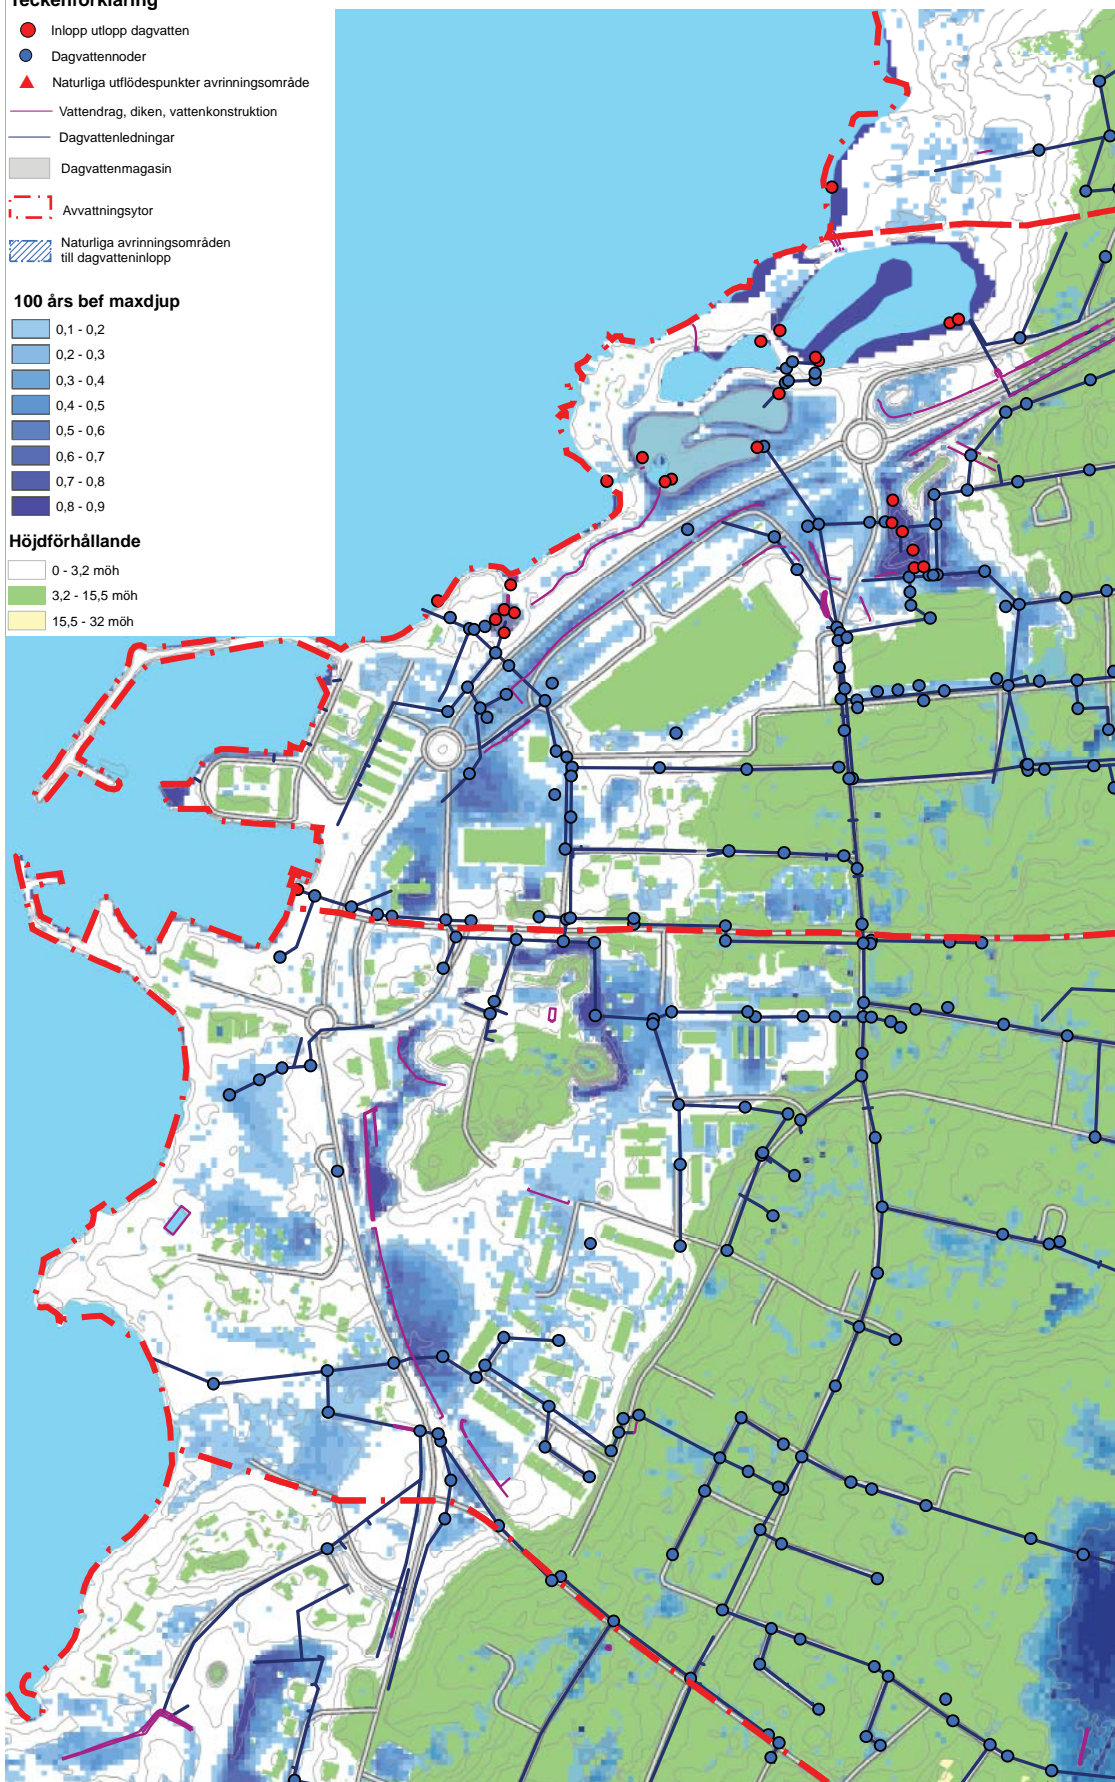 Teckenförklaring
Inlopp utlopp dagvatten
Dagvattennoder
Naturliga utflödespunkter avrinningsområde
Vattendrag, diken, vattenkonstruktion
Dagvattenledningar
Dagvattenmagasin
Avvattningsytor
Naturliga avrinningsområden
till dagvatteninlopp
100 års bef maxdjup
0,1 - 0,2
0,2 - 0,3
0,3 - 0,4
0,4 - 0,5
0,5 - 0,6
0,6 - 0,7
0,7 - 0,8
0,8 - 0,9
Höjdförhållande
0 - 3,2 möh
3,2 - 15,5 möh
15,5 - 32 möh